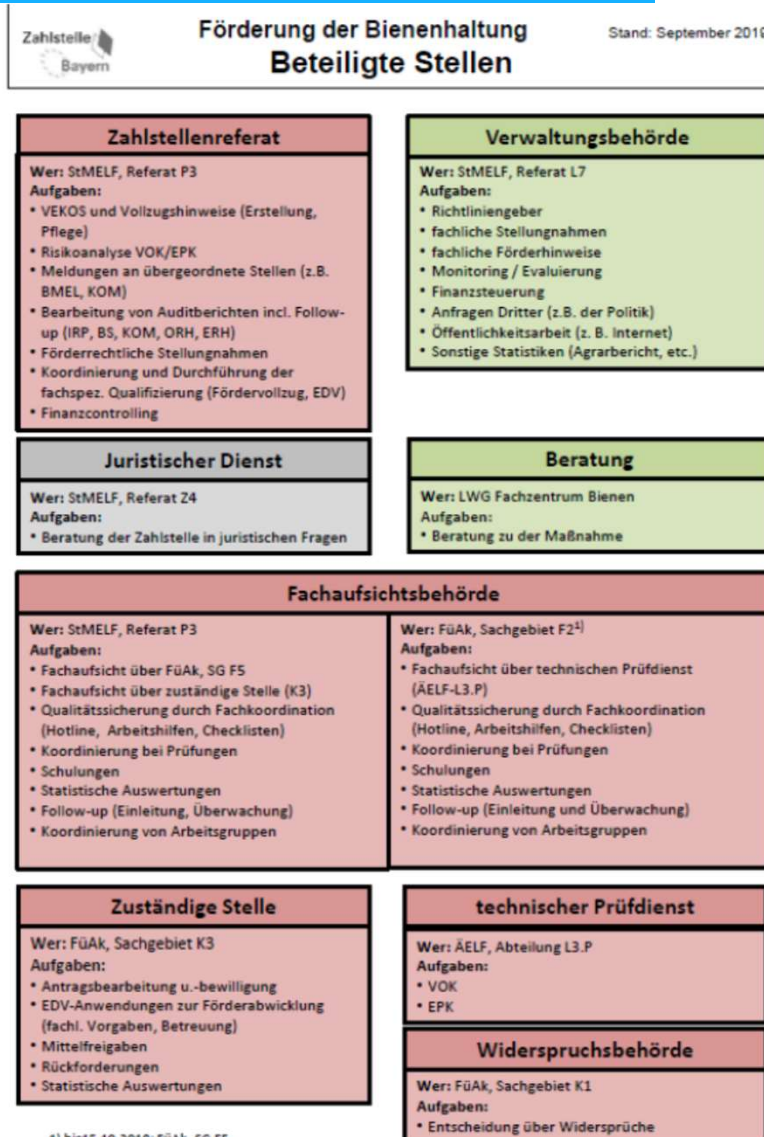 Zahlstelle
Bayern
Förderung der Bienenhaltung
Beteiligte Stellen
Stand: September 2019
Zahlstellenreferat
Wer: StMELF, Referat P3
Aufgaben:
• VEKOS und Vollzugshinweise (Erstellung,
Pflege)
• Risikoanalyse VOK/EPK
• Meldungen an übergeordnete Stellen (z.B.
BMEL, KOM)
• Bearbeitung von Auditberichten incl. Follow-
up (IRP, BS, KOM, ORH, ERH)
• Förderrechtliche Stellungnahmen
• Koordinierung und Durchführung der
fachspez. Qualifizierung (Fördervollzug, EDV)
• Finanzcontrolling
Verwaltungsbehörde
Wer: StMELF, Referat L7
Aufgaben:
• Richtliniengeber
• fachliche Stellungnahmen
• fachliche Förderhinweise
• Monitoring / Evaluierung
• Finanzsteuerung
• Anfragen Dritter (z.B. der Politik)
• Öffentlichkeitsarbeit (z. B. Internet)
• Sonstige Statistiken (Agrarbericht, etc.)
Juristischer Dienst
Wer: StMELF, Referat Z4
Aufgaben:
• Beratung der Zahlstelle in juristischen Fragen
Beratung
Wer: LWG Fachzentrum Bienen
Aufgaben:
• Beratung zu der Maßnahme
Fachaufsichtsbehörde
Wer: StMELF, Referat P3
Aufgaben:
• Fachaufsicht über FüAk, SG F5
• Fachaufsicht über zuständige Stelle (K3)
• Qualitätssicherung durch Fachkoordination
(Hotline, Arbeitshilfen, Checklisten)
• Koordinierung bei Prüfungen
• Schulungen
• Statistische Auswertungen
• Follow-up (Einleitung, Überwachung)
• Koordinierung von Arbeitsgruppen
Wer: FüAk, Sachgebiet F2¹⁾
Aufgaben:
• Fachaufsicht über technischen Prüfdienst
(ÄELF-L3.P)
• Qualitätssicherung durch Fachkoordination
(Hotline, Arbeitshilfen, Checklisten)
• Koordinierung bei Prüfungen
• Schulungen
• Statistische Auswertungen
• Follow-up (Einleitung und Überwachung)
• Koordinierung von Arbeitsgruppen
Zuständige Stelle
Wer: FüAk, Sachgebiet K3
Aufgaben:
• Antragsbearbeitung u.-bewilligung
• EDV-Anwendungen zur Förderabwicklung
(fachl. Vorgaben, Betreuung)
• Mittelfreigaben
• Rückforderungen
• Statistische Auswertungen
technischer Prüfdienst
Wer: ÄELF, Abteilung L3.P
Aufgaben:
• VOK
• EPK
Widerspruchsbehörde
Wer: FüAk, Sachgebiet K1
Aufgaben:
• Entscheidung über Widersprüche